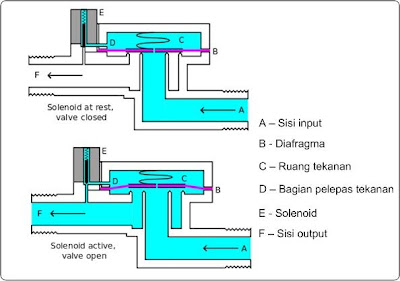 E
D
C
B
F
Solenoid at rest,
valve closed
A
A – Sisi input
B - Diafragma
C – Ruang tekanan
D – Bagian pelepas tekanan
E - Solenoid
F – Sisi output
E
D
C
B
F
Solenoid active,
valve open
A